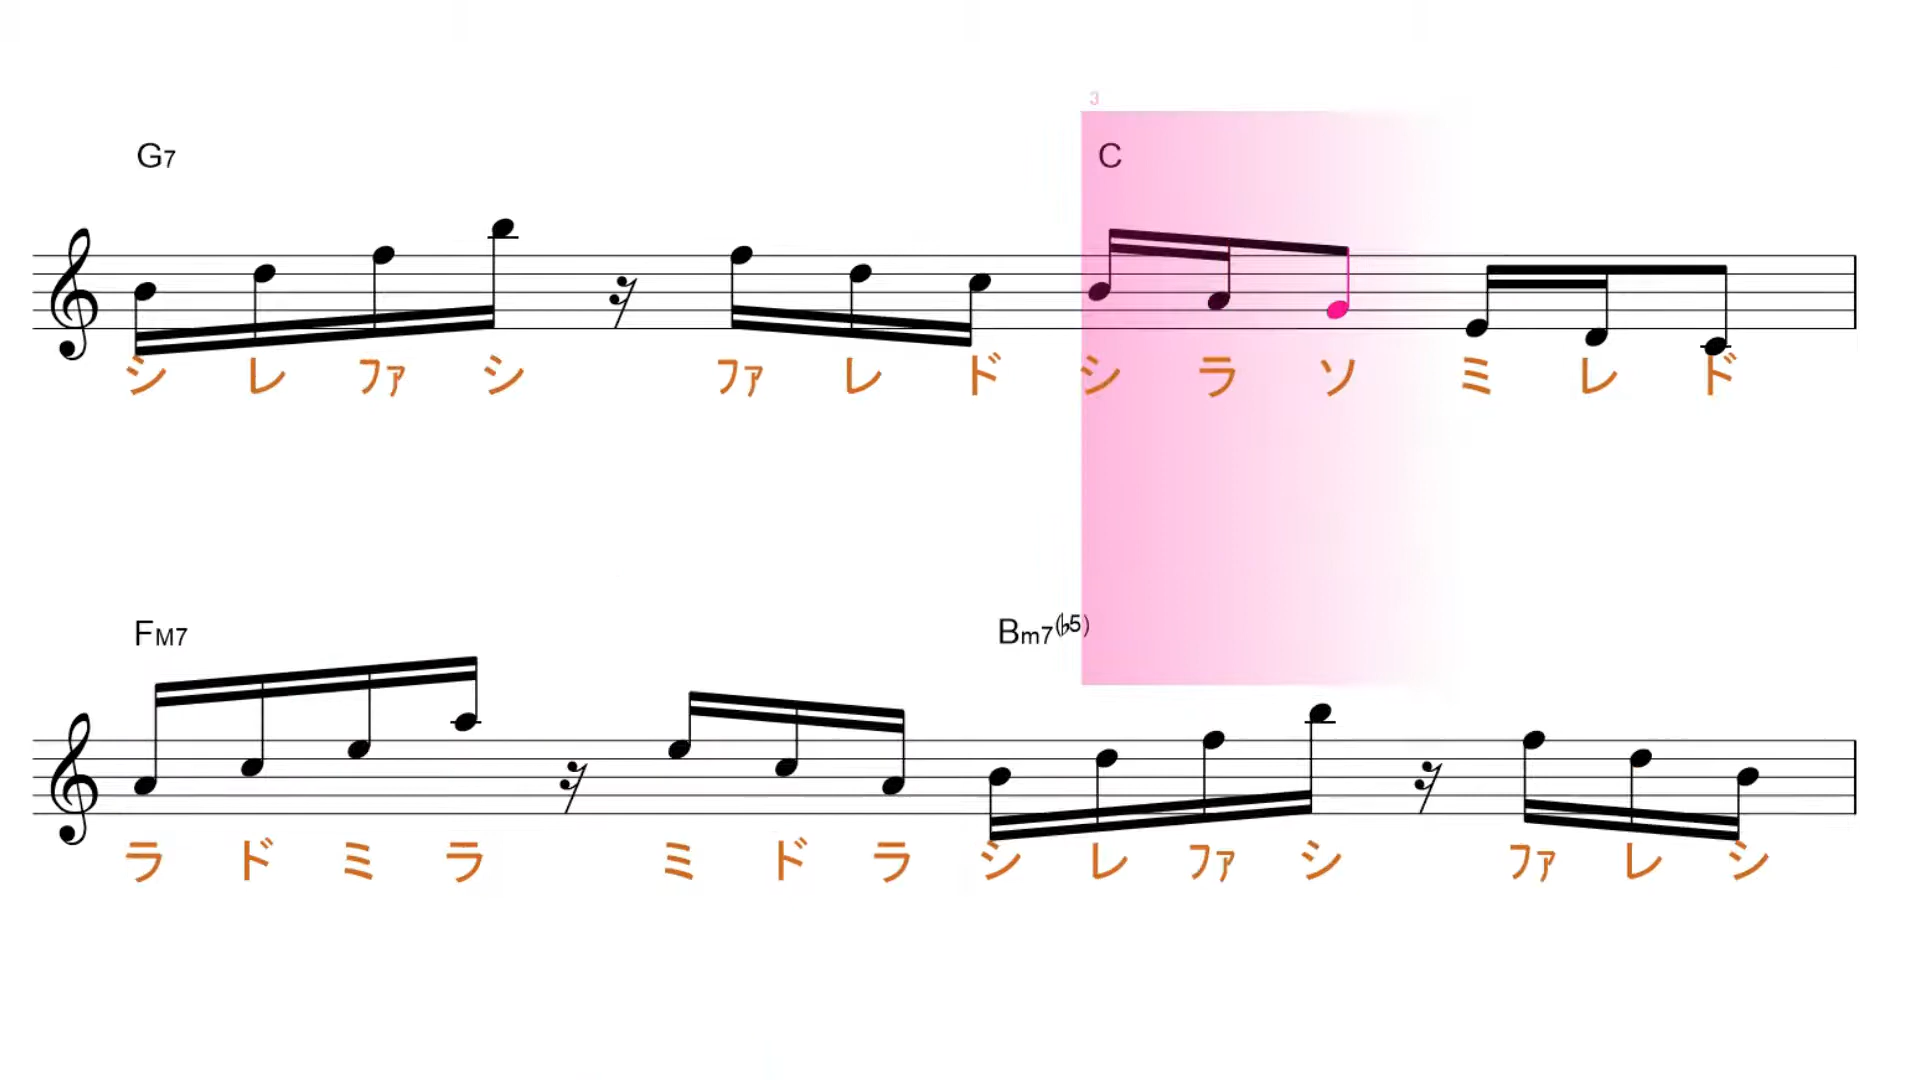 3
G7 C
シ レ ファ シ ファ レ ド シ ラ ソ ミ レ ド
FM7 Bm7(♭5)
ラ ド ミ ラ ミ ド ラ シ レ ファ シ ファ レ シ